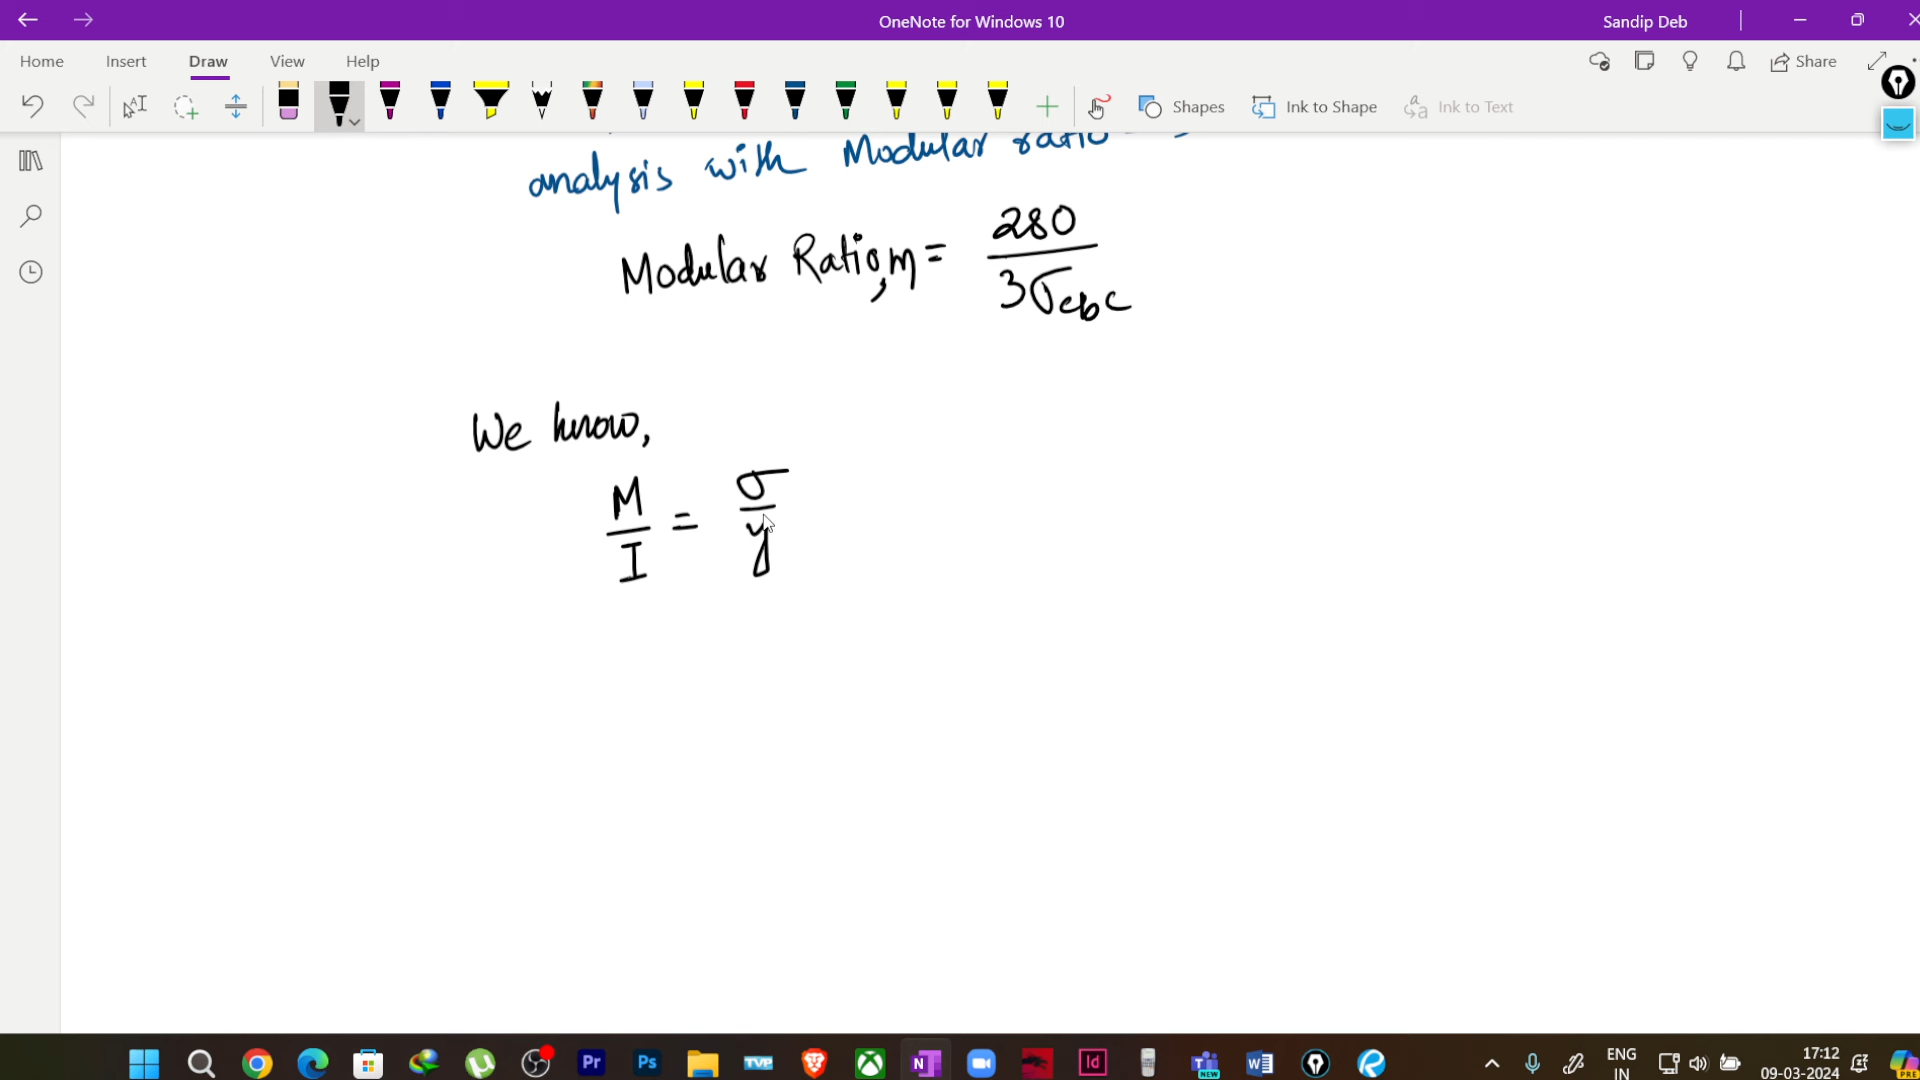 OneNote for Windows 10
Sandip Deb
Home Insert Draw View Help
Share
Shapes Ink to Shape Ink to Text
analysis with Modular ratio
Modular Ratio, m = 280 / 3σcbc
We know,
M / I = σ / y
ENG
IN
17:12
09-03-2024